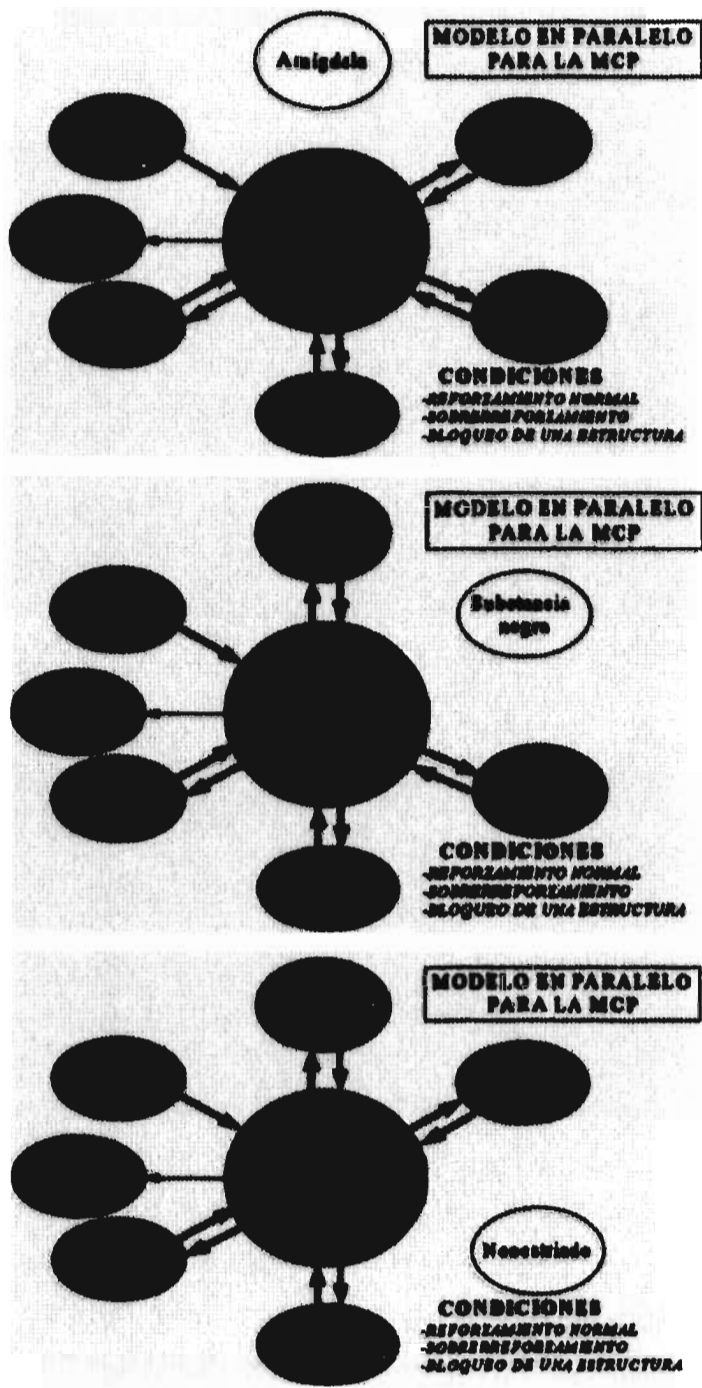 Amígdala
MODELO EN PARALELO
PARA LA MCP
CONDICIONES
-REFORZAMIENTO NORMAL
-SOBRERREFORZAMIENTO
-BLOQUEO DE UNA ESTRUCTURA
MODELO EN PARALELO
PARA LA MCP
Substancia
negra
CONDICIONES
-REFORZAMIENTO NORMAL
-SOBRERREFORZAMIENTO
-BLOQUEO DE UNA ESTRUCTURA
MODELO EN PARALELO
PARA LA MCP
Neoestriado
CONDICIONES
-REFORZAMIENTO NORMAL
-SOBERREFORZAMIENTO
-BLOQUEO DE UNA ESTRUCTURA